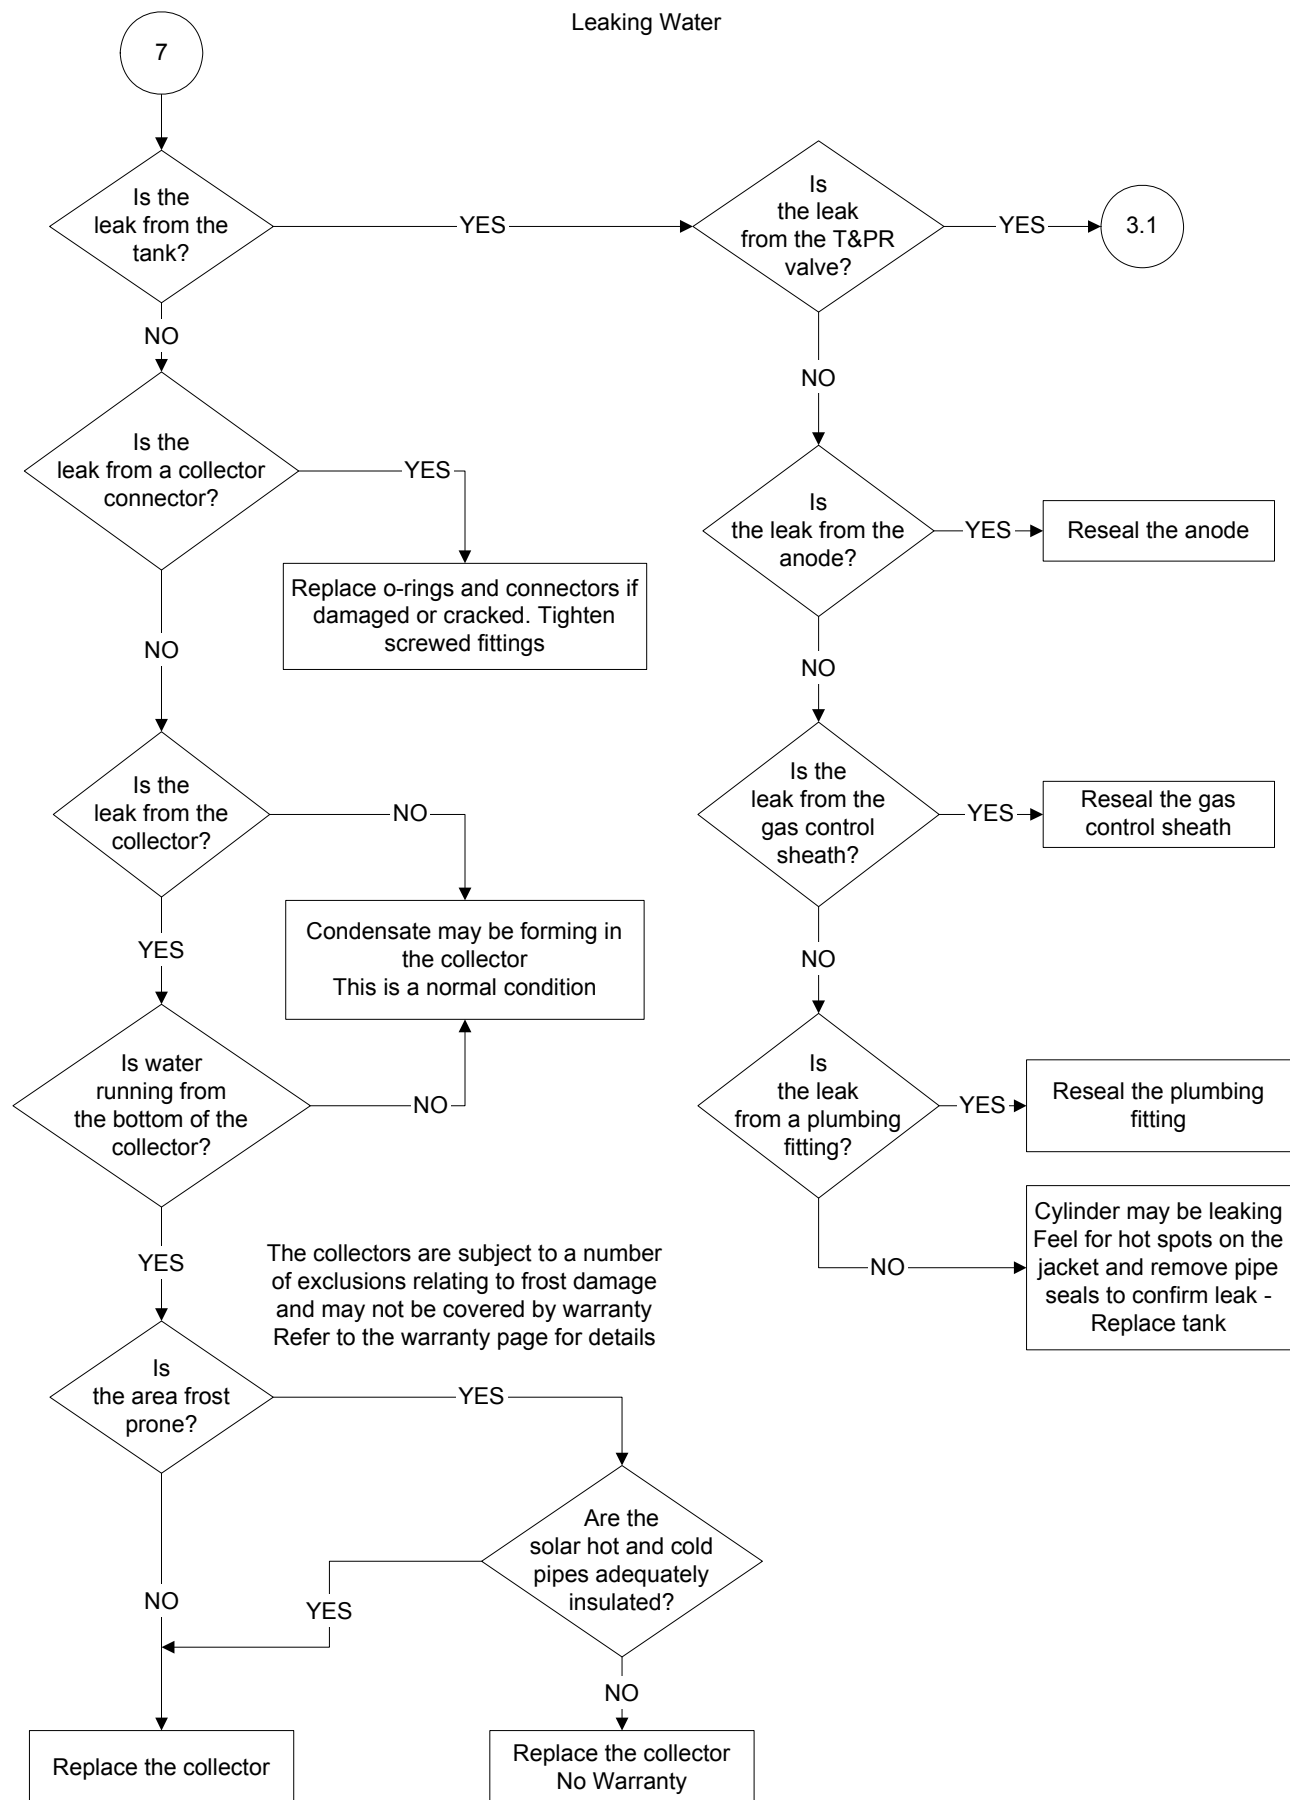 Leaking Water
7
Is the
leak from the
tank?
YES
Is
the leak
from the T&PR
valve?
YES
3.1
NO
NO
Is the
leak from a collector
connector?
YES
Replace o-rings and connectors if
damaged or cracked. Tighten
screwed fittings
Is
the leak from the
anode?
YES
Reseal the anode
NO
NO
Is the
leak from the
collector?
NO
Is the
leak from the
gas control
sheath?
YES
Reseal the gas
control sheath
Condensate may be forming in
the collector
This is a normal condition
YES
NO
Is water
running from
the bottom of the
collector?
NO
Is
the leak
from a plumbing
fitting?
YES
Reseal the plumbing
fitting
YES
The collectors are subject to a number
of exclusions relating to frost damage
and may not be covered by warranty
Refer to the warranty page for details
NO
Cylinder may be leaking
Feel for hot spots on the
jacket and remove pipe
seals to confirm leak -
Replace tank
Is
the area frost
prone?
YES
Are the
solar hot and cold
pipes adequately
insulated?
NO
YES
NO
Replace the collector
Replace the collector
No Warranty